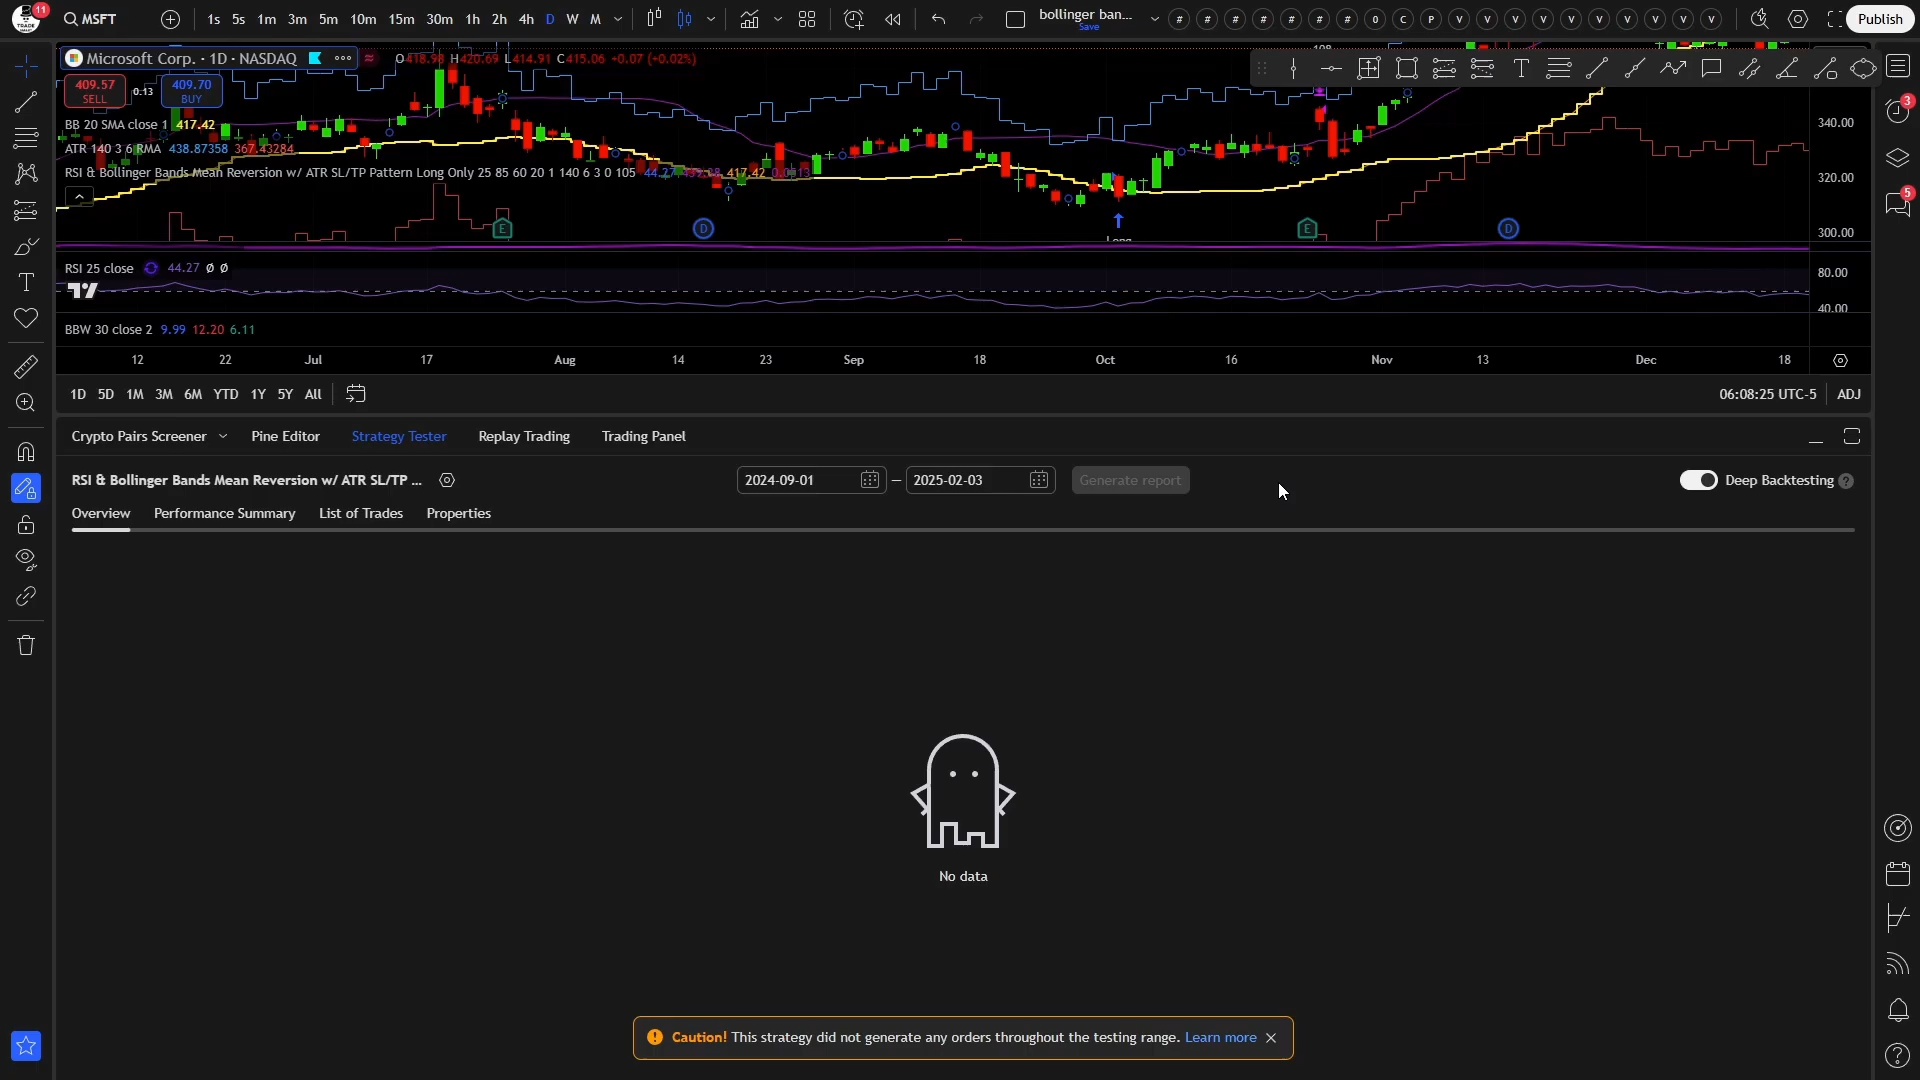 11
MSFT
1s 5s 1m 3m 5m 10m 15m 30m 1h 2h 4h D W M
bollinger ban...
Save
# # # # # # # 0 C P V V V V V V V V V V
Publish
Microsoft Corp. · 1D · NASDAQ
O418.98 H420.69 L414.91 C415.06 +0.07 (+0.02%)
409.57
SELL
0.13
409.70
BUY
BB 20 SMA close 1 417.42
ATR 140 3 6 RMA 438.87358 367.43284
RSI & Bollinger Bands Mean Reversion w/ ATR SL/TP Pattern Long Only 25 85 60 20 1 140 6 3 0 105 44.27 417.42
340.00
320.00
300.00
E D E D
RSI 25 close 44.27 Ø Ø
80.00
40.00
BBW 30 close 2 9.99 12.20 6.11
12 22 Jul 17 Aug 14 23 Sep 18 Oct 16 Nov 13 Dec 18
1D 5D 1M 3M 6M YTD 1Y 5Y All
06:08:25 UTC-5 ADJ
3
5
Crypto Pairs Screener Pine Editor Strategy Tester Replay Trading Trading Panel
RSI & Bollinger Bands Mean Reversion w/ ATR SL/TP ...
2024-09-01 — 2025-02-03 Generate report
Deep Backtesting ?
Overview Performance Summary List of Trades Properties
No data
Caution! This strategy did not generate any orders throughout the testing range. Learn more